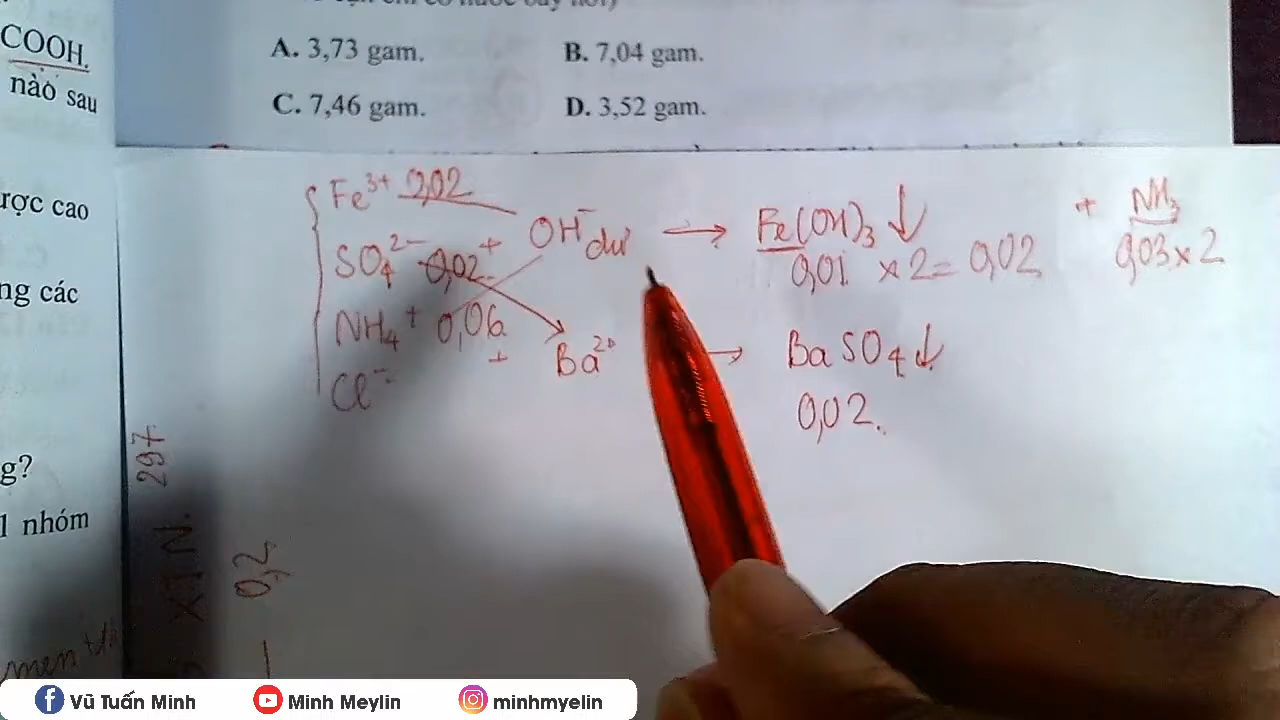 COOH.
nào sau
ược cao
ng các
g?
1 nhóm
A. 3,73 gam.
B. 7,04 gam.
C. 7,46 gam.
D. 3,52 gam.
Fe³⁺ 0,02
SO₄²⁻ 0,02 + OH⁻ dư → Fe(OH)₃ ↓ + NH₃
0,01 × 2 = 0,02 0,03 × 2
NH₄⁺ 0,06
+ Ba²⁺ → BaSO₄ ↓
Cl⁻
0,02.
297
X1N.
0,2
men
Vũ Tuấn Minh
Minh Meylin
minhmyelin